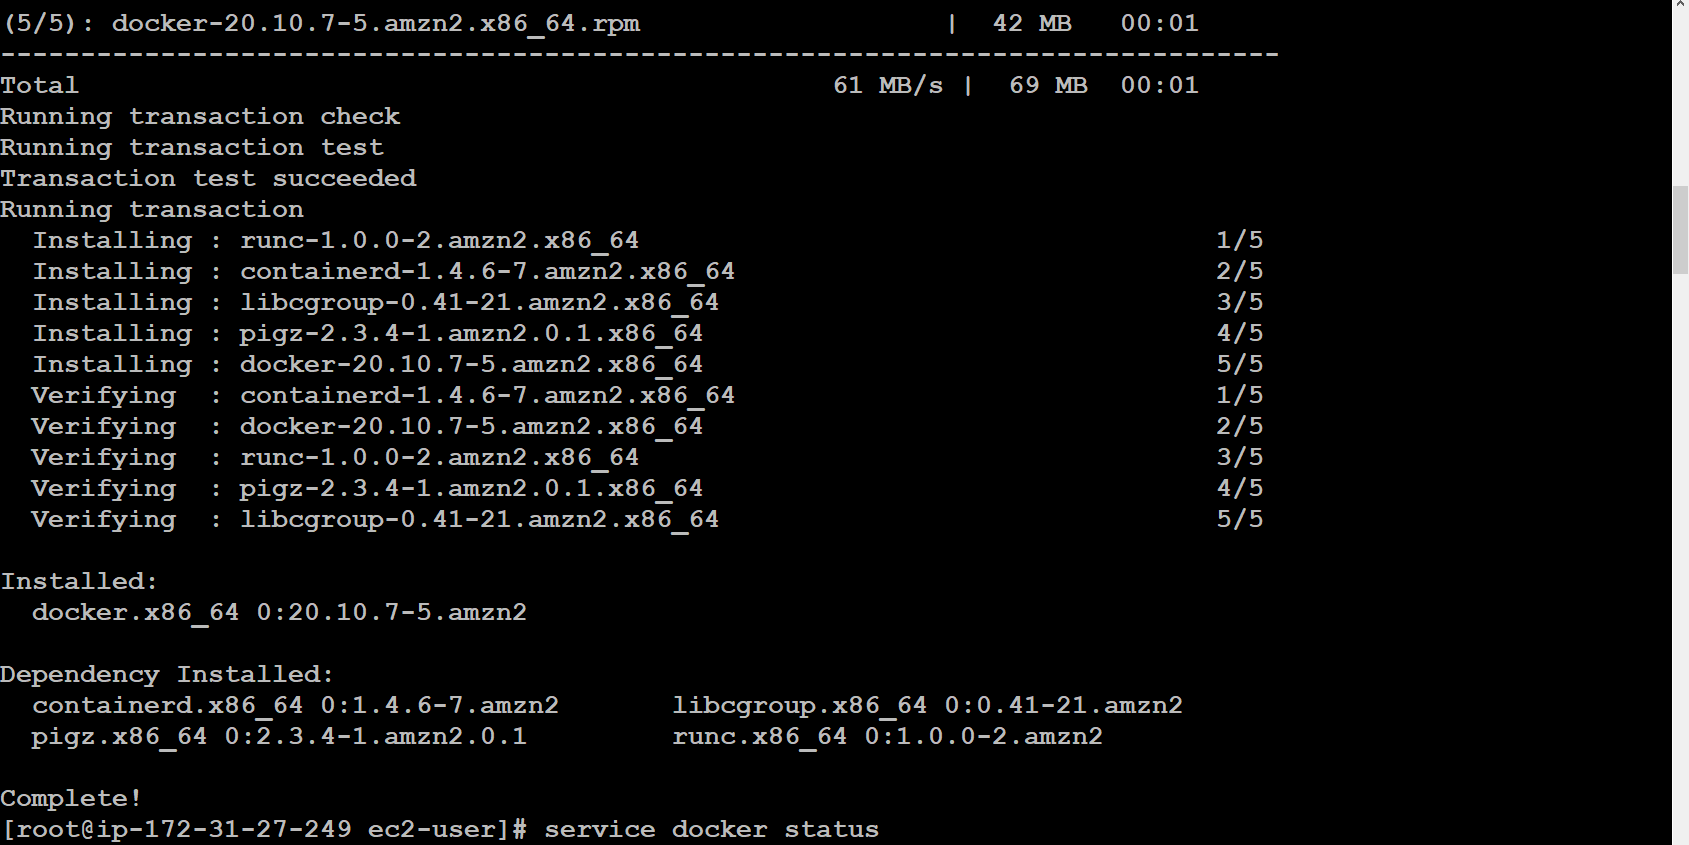 (5/5): docker-20.10.7-5.amzn2.x86_64.rpm | 42 MB 00:01
--------------------------------------------------------------------------------
Total 61 MB/s | 69 MB 00:01
Running transaction check
Running transaction test
Transaction test succeeded
Running transaction
  Installing : runc-1.0.0-2.amzn2.x86_64 1/5
  Installing : containerd-1.4.6-7.amzn2.x86_64 2/5
  Installing : libcgroup-0.41-21.amzn2.x86_64 3/5
  Installing : pigz-2.3.4-1.amzn2.0.1.x86_64 4/5
  Installing : docker-20.10.7-5.amzn2.x86_64 5/5
  Verifying  : containerd-1.4.6-7.amzn2.x86_64 1/5
  Verifying  : docker-20.10.7-5.amzn2.x86_64 2/5
  Verifying  : runc-1.0.0-2.amzn2.x86_64 3/5
  Verifying  : pigz-2.3.4-1.amzn2.0.1.x86_64 4/5
  Verifying  : libcgroup-0.41-21.amzn2.x86_64 5/5

Installed:
  docker.x86_64 0:20.10.7-5.amzn2

Dependency Installed:
  containerd.x86_64 0:1.4.6-7.amzn2 libcgroup.x86_64 0:0.41-21.amzn2
  pigz.x86_64 0:2.3.4-1.amzn2.0.1 runc.x86_64 0:1.0.0-2.amzn2

Complete!
[root@ip-172-31-27-249 ec2-user]# service docker status